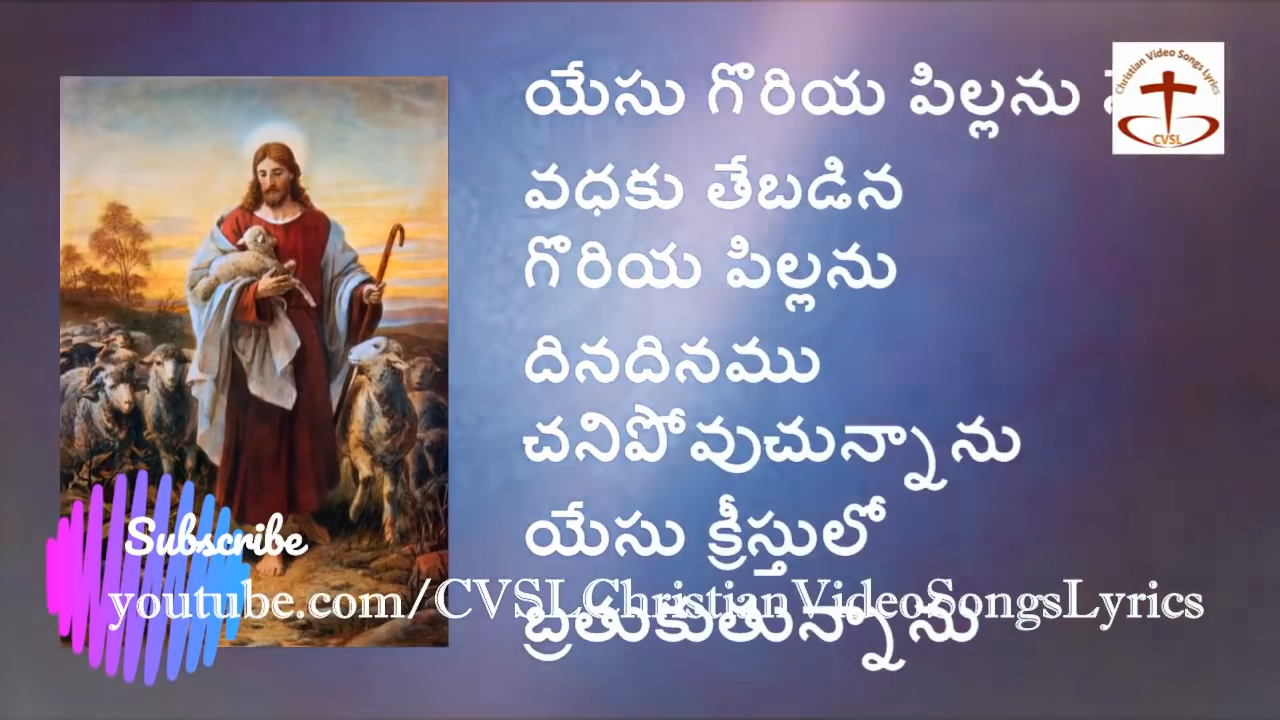 యేసు గొరియ పిల్లను
Christian Video Songs Lyrics
CVSL
వధకు తేబడిన
గొరియ పిల్లను
దినదినము
చనిపోవుచున్నాను
యేసు క్రీస్తులో
Subscribe
youtube.com/CVSLChristianVideoSongsLyrics
బ్రతుకుతున్నాను